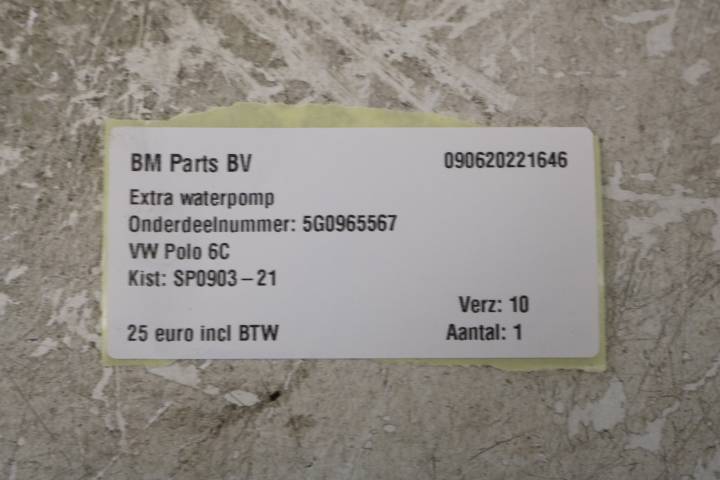 BM Parts BV 090620221646
Extra waterpomp
Onderdeelnummer: 5G0965567
VW Polo 6C
Kist: SP0903-21
Verz: 10
25 euro incl BTW Aantal: 1